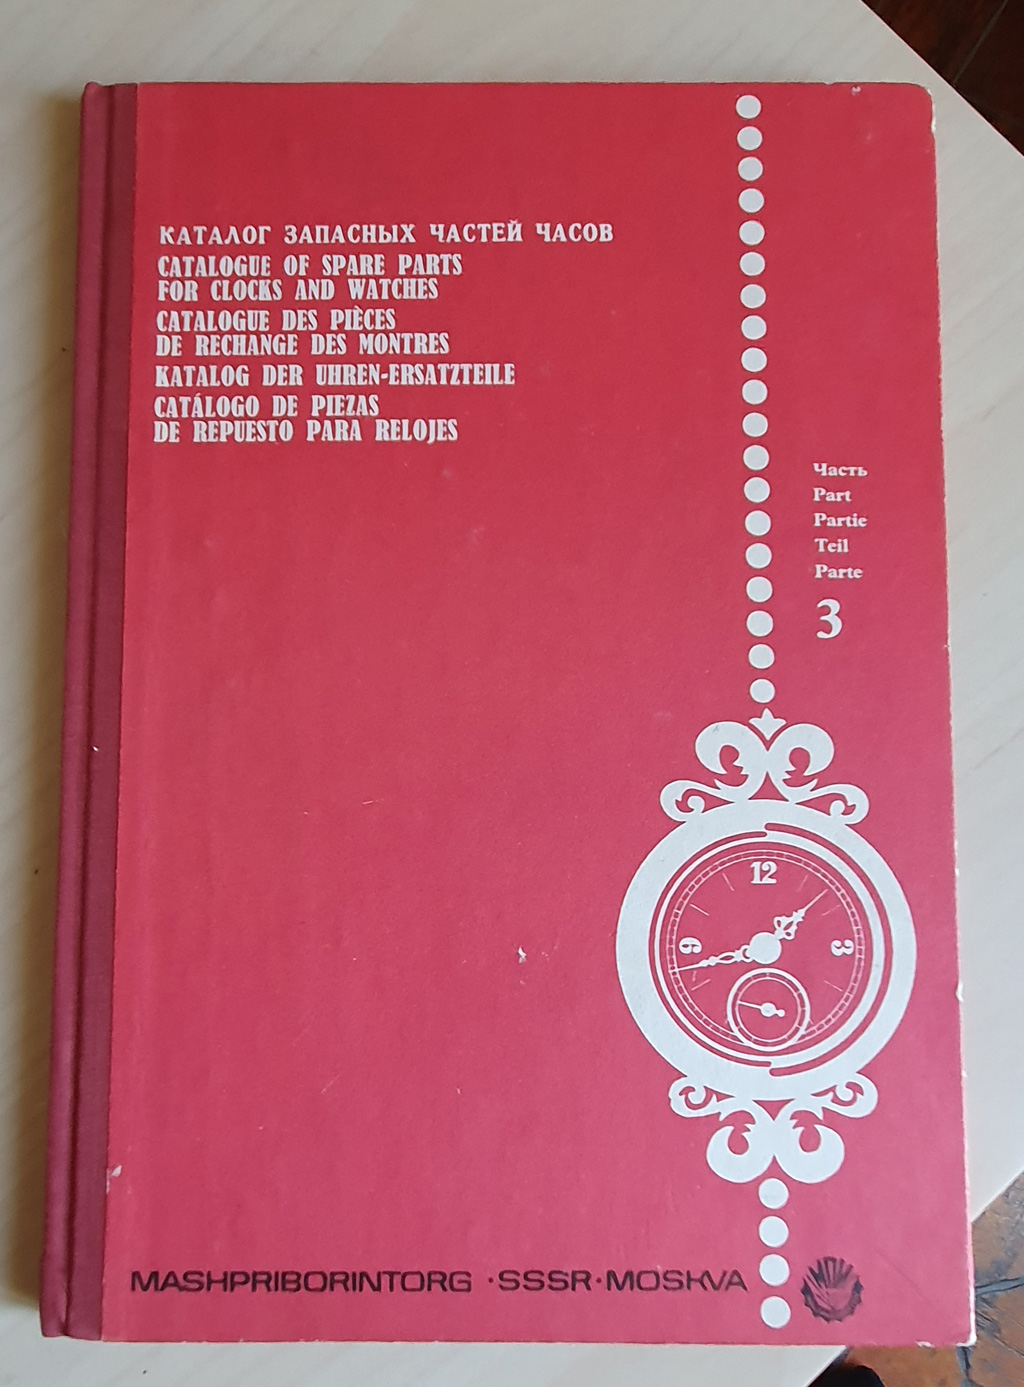 КАТАЛОГ ЗАПАСНЫХ ЧАСТЕЙ ЧАСОВ
CATALOGUE OF SPARE PARTS
FOR CLOCKS AND WATCHES
CATALOGUE DES PIÈCES
DE RECHANGE DES MONTRES
KATALOG DER UHREN-ERSATZTEILE
CATÁLOGO DE PIEZAS
DE REPUESTO PARA RELOJES
Часть
Part
Partie
Teil
Parte
3
12
9
3
MASHPRIBORINTORG · SSSR · MOSKVA